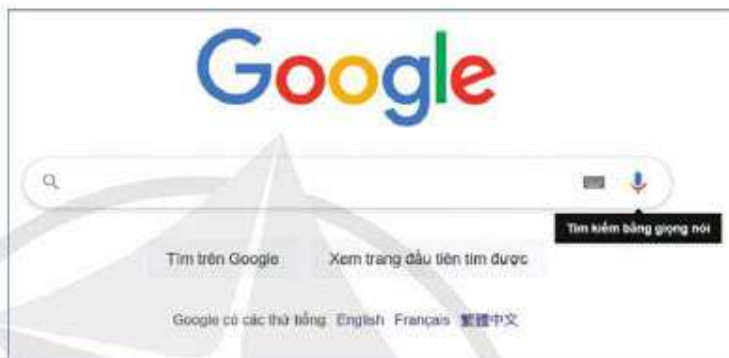 Google
Tìm kiếm bằng giọng nói
Tìm trên Google Xem trang đầu tiên tìm được
Google có các thứ tiếng: English Français 繁體中文